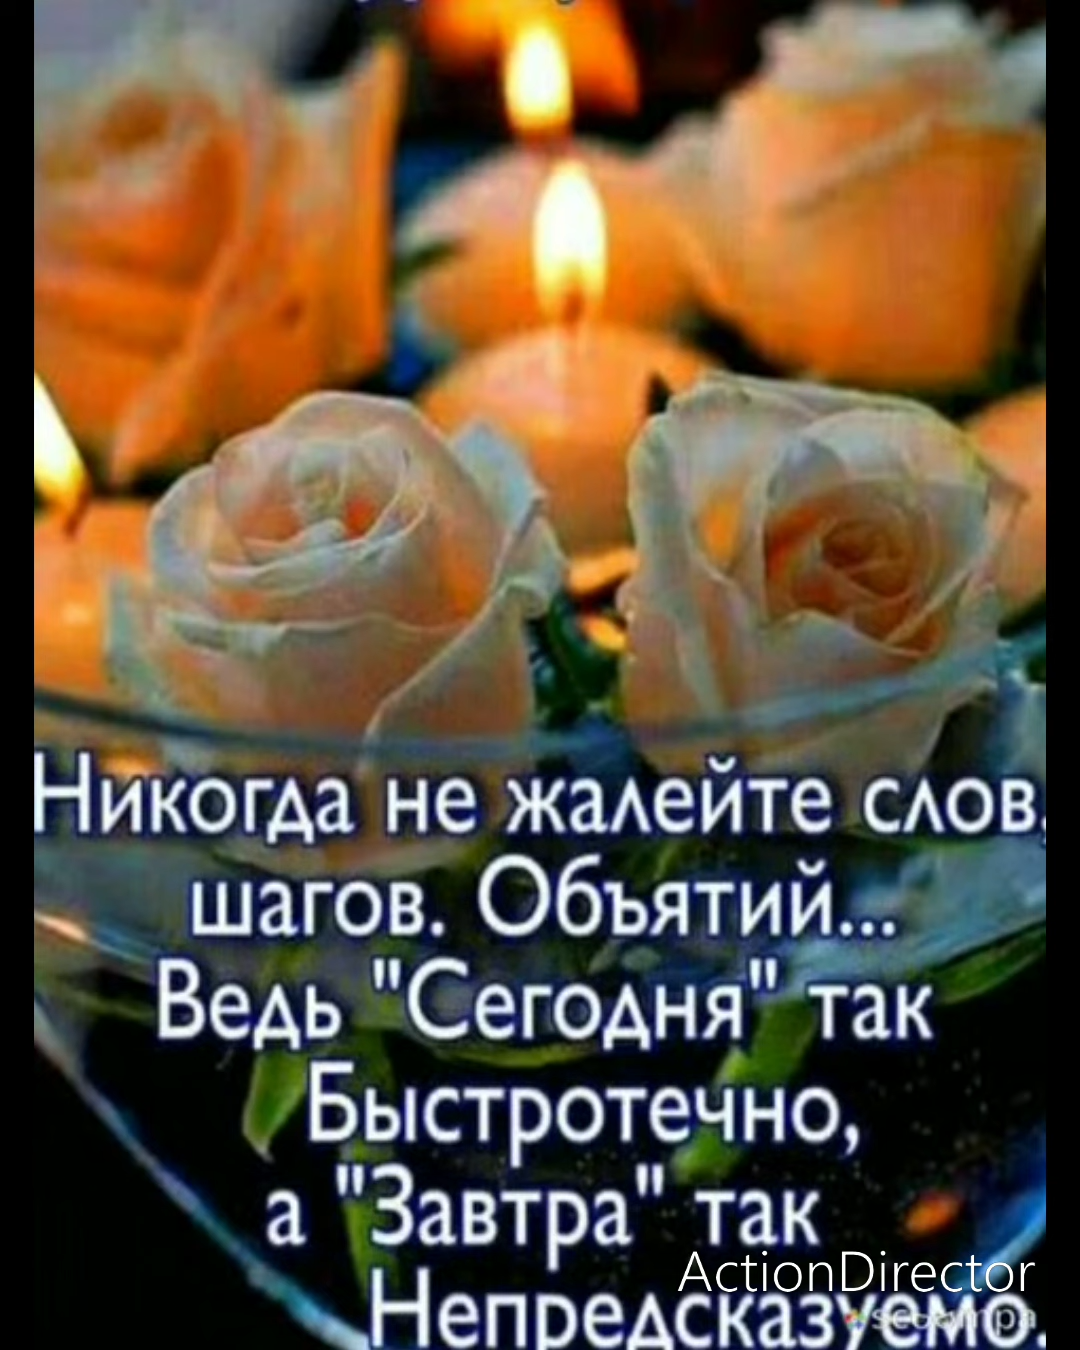 Никогда не жалейте слов,
шагов. Объятий...
Ведь "Сегодня" так
Быстротечно,
а "Завтра" так
ActionDirector
Непредсказуемо.